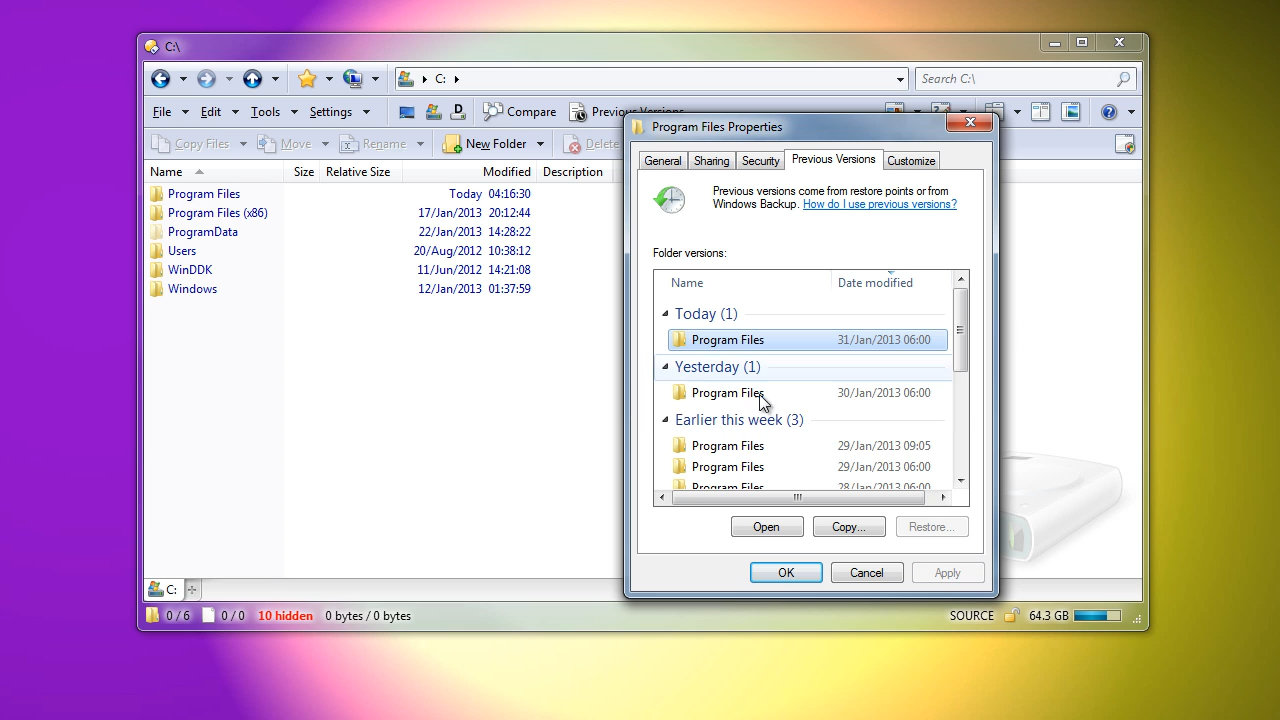 C:\
C:
Search C:\
File Edit Tools Settings Compare Previous Versions
Copy Files Move Rename New Folder Delete
Name Size Relative Size Modified Description
Program Files Today 04:16:30
Program Files (x86) 17/Jan/2013 20:12:44
ProgramData 22/Jan/2013 14:28:22
Users 20/Aug/2012 10:38:12
WinDDK 11/Jun/2012 14:21:08
Windows 12/Jan/2013 01:37:59
Program Files Properties
General Sharing Security Previous Versions Customize
Previous versions come from restore points or from
Windows Backup. How do I use previous versions?
Folder versions:
Name Date modified
Today (1)
Program Files 31/Jan/2013 06:00
Yesterday (1)
Program Files 30/Jan/2013 06:00
Earlier this week (3)
Program Files 29/Jan/2013 09:05
Program Files 29/Jan/2013 06:00
Program Files 28/Jan/2013 06:00
Open Copy... Restore...
OK Cancel Apply
C:
0 / 6 0 / 0 10 hidden 0 bytes / 0 bytes SOURCE 64.3 GB